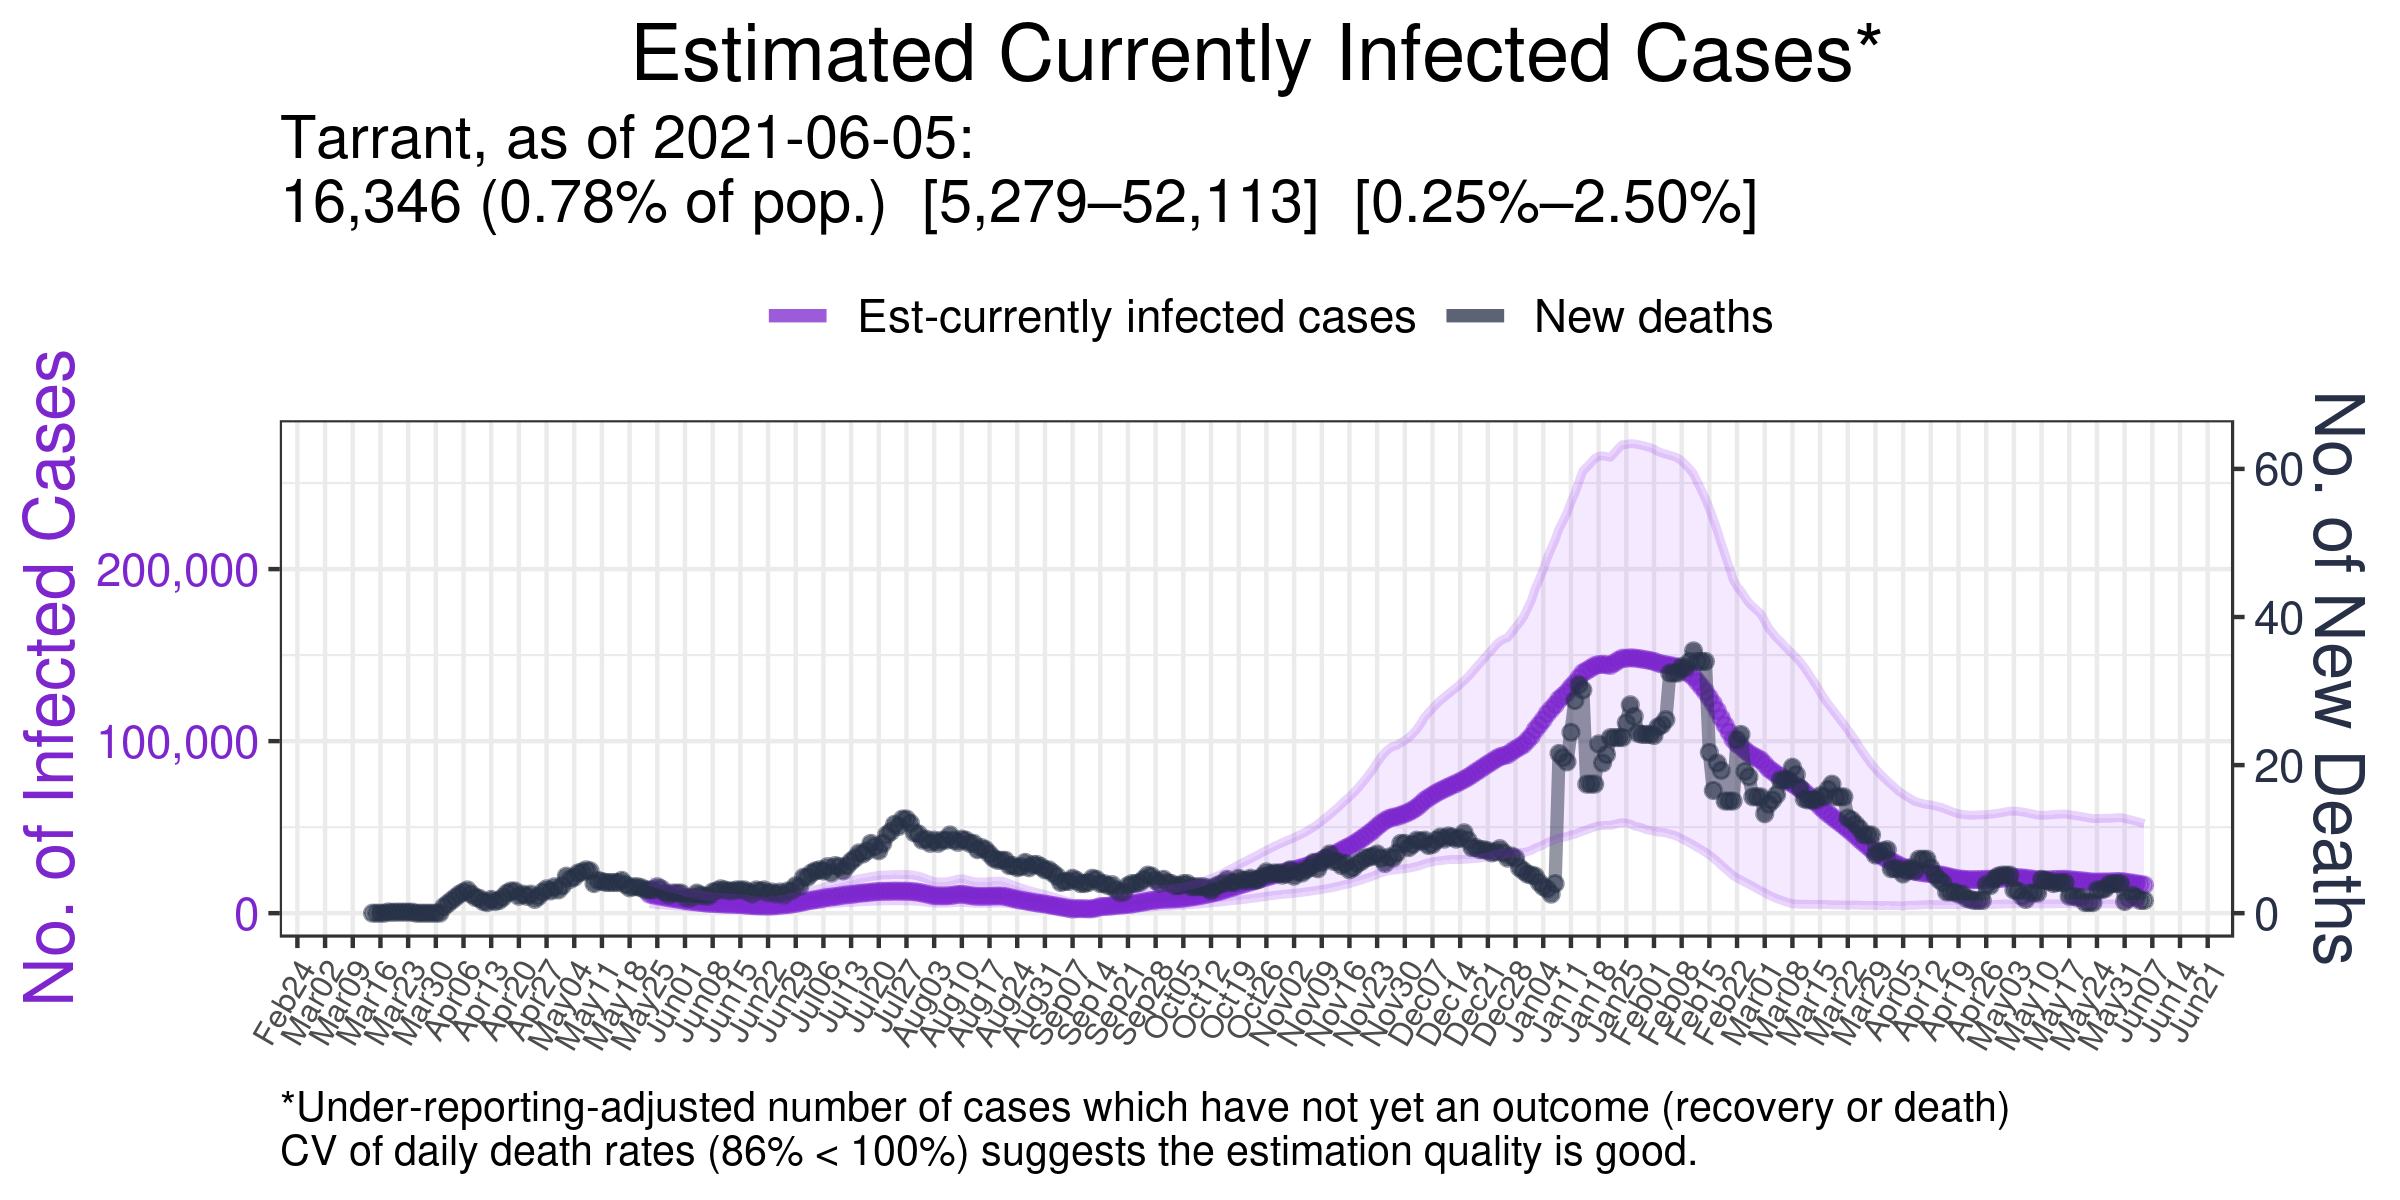 Estimated Currently Infected Cases*
Tarrant, as of 2021-06-05:
16,346 (0.78% of pop.)  [5,279–52,113]  [0.25%–2.50%]
Est-currently infected cases
New deaths
No. of Infected Cases
200,000
100,000
0
60
40
20
0
No. of New Deaths
Feb24
Mar02
Mar09
Mar16
Mar23
Mar30
Apr06
Apr13
Apr20
Apr27
May04
May11
May18
May25
Jun01
Jun08
Jun15
Jun22
Jun29
Jul06
Jul13
Jul20
Jul27
Aug03
Aug10
Aug17
Aug24
Aug31
Sep07
Sep14
Sep21
Sep28
Oct05
Oct12
Oct19
Oct26
Nov02
Nov09
Nov16
Nov23
Nov30
Dec07
Dec14
Dec21
Dec28
Jan04
Jan11
Jan18
Jan25
Feb01
Feb08
Feb15
Feb22
Mar01
Mar08
Mar15
Mar22
Mar29
Apr05
Apr12
Apr19
Apr26
May03
May10
May17
May24
May31
Jun07
Jun14
Jun21
*Under-reporting-adjusted number of cases which have not yet an outcome (recovery or death)
CV of daily death rates (86% < 100%) suggests the estimation quality is good.